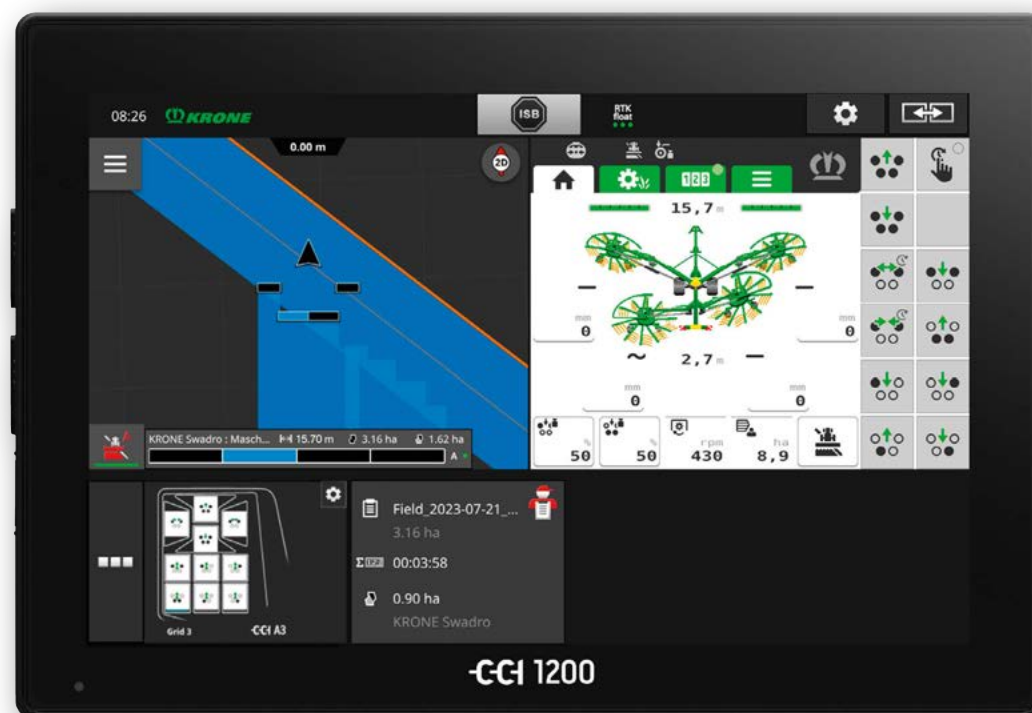 08:26 KRONE ISB RTK
float
0.00 m
2D
123
15,7 m
mm
0
mm
0
2,7 m
mm
0
mm
0
KRONE Swadro : Masch... 15.70 m 3.16 ha 1.62 ha
A
%
50
%
50
rpm
430
ha
8,9
Field_2023-07-21_...
3.16 ha
Σ 123 00:03:58
0.90 ha
KRONE Swadro
Grid 3 CCI A3
CCI 1200